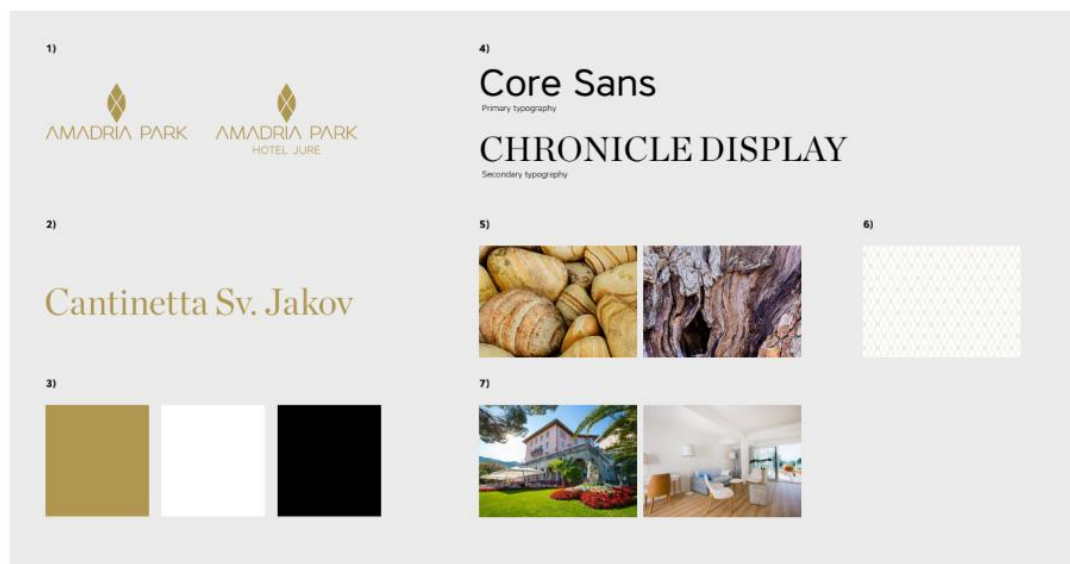 1)
AMADRIA PARK
AMADRIA PARK
HOTEL JURE
2)
Cantinetta Sv. Jakov
3)
4)
Core Sans
Primary typography
CHRONICLE DISPLAY
Secondary typography
5)
6)
7)